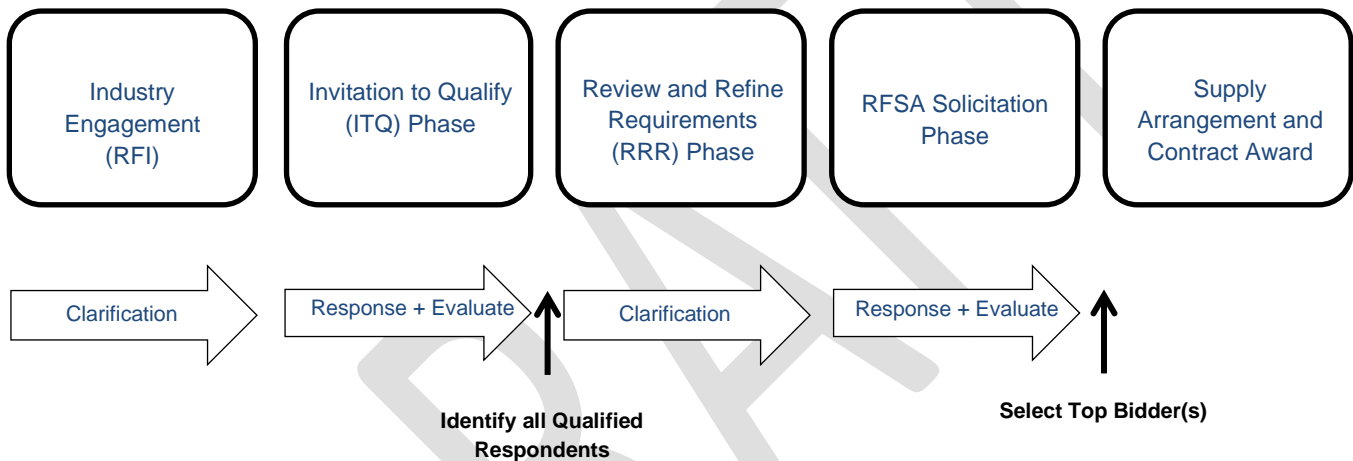 Industry
Engagement
(RFI)
Invitation to Qualify
(ITQ) Phase
Review and Refine
Requirements
(RRR) Phase
RFSA Solicitation
Phase
Supply
Arrangement and
Contract Award
Clarification
Response + Evaluate
Clarification
Response + Evaluate
Identify all Qualified
Respondents
Select Top Bidder(s)